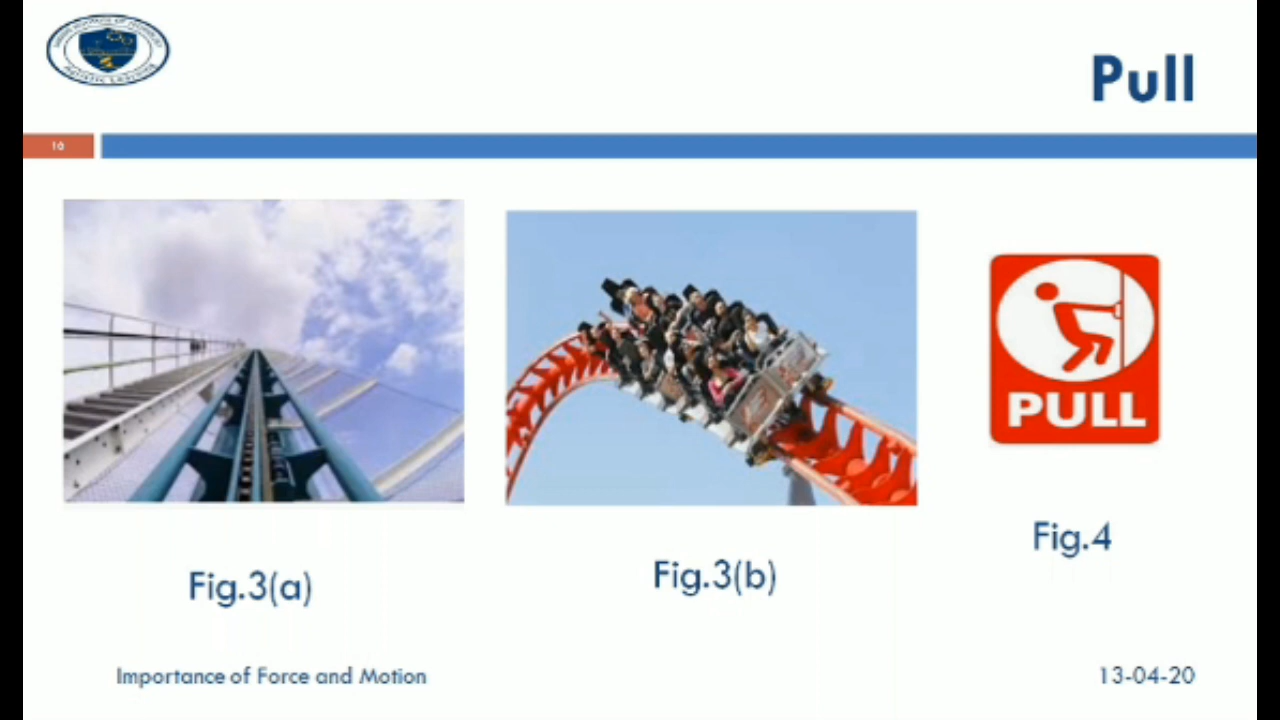 Pull
16
PULL
Fig.3(a)
Fig.3(b)
Fig.4
Importance of Force and Motion
13-04-20